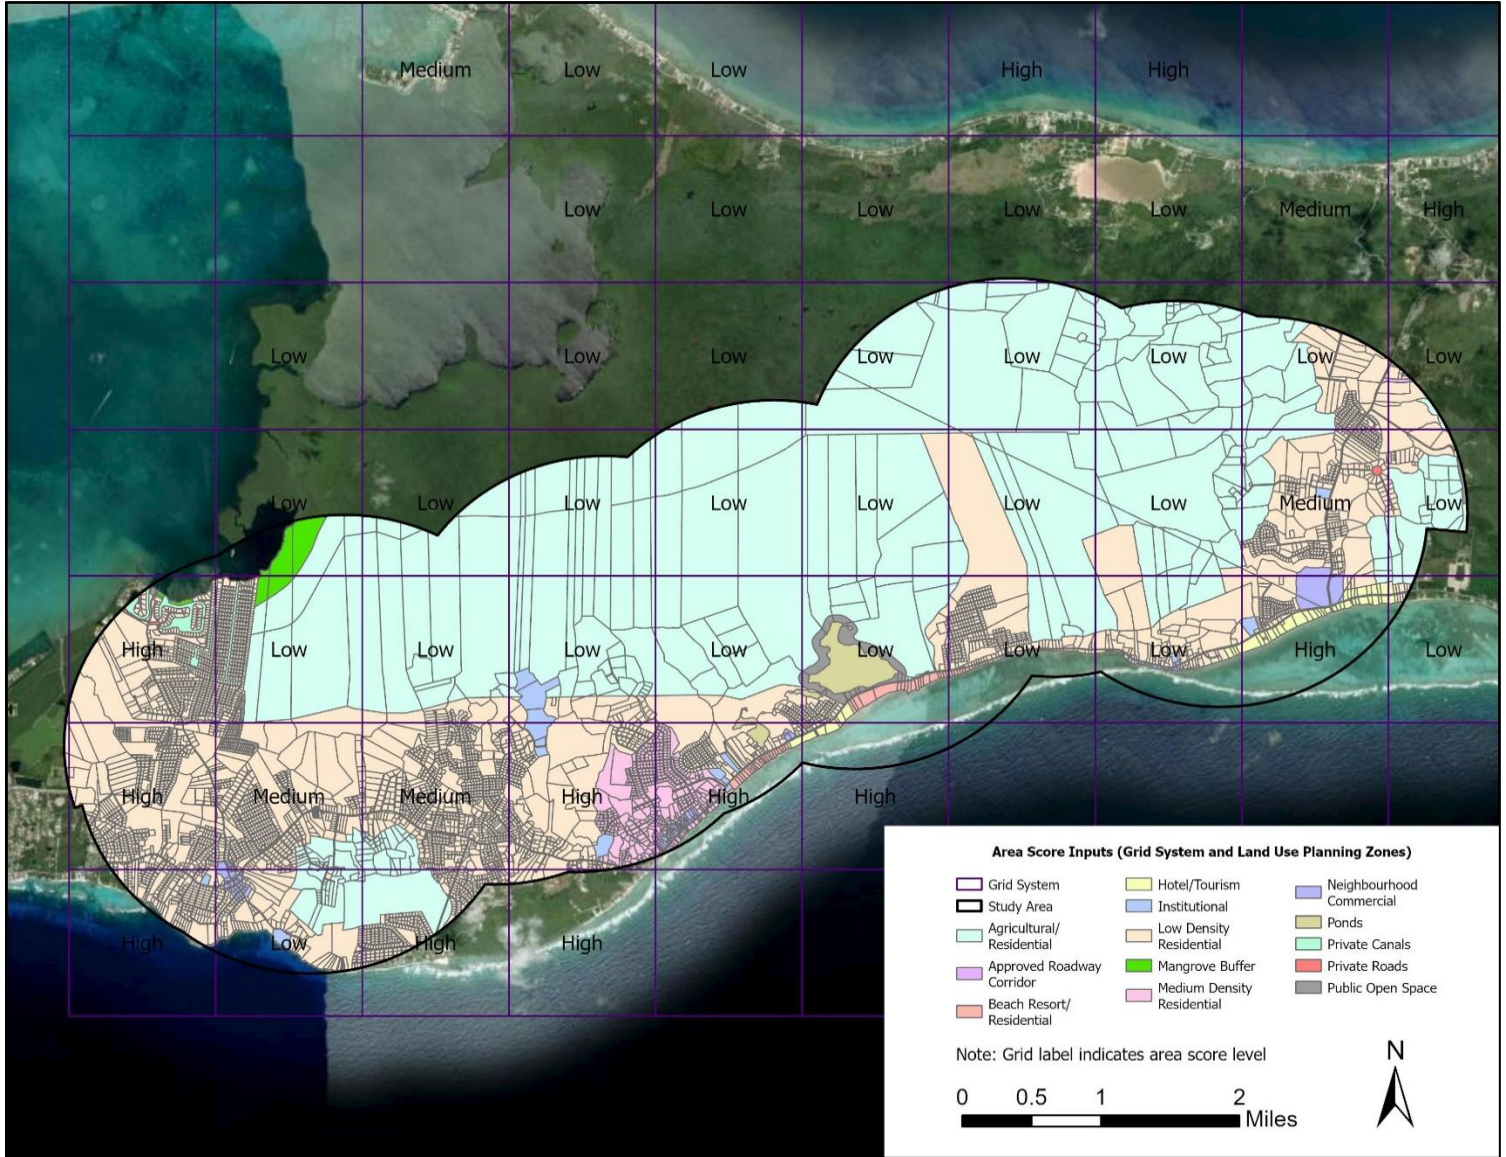 Medium Low Low High High
Low Low Low Low Low Medium High
Low Low Low Low Low Low Low Low
Low Low Low Low Low Low Low Medium Low
High Low Low Low Low Low Low Low High Low
High Medium Medium High High High
High Low High High
Area Score Inputs (Grid System and Land Use Planning Zones)
Grid System
Study Area
Agricultural/
Residential
Approved Roadway
Corridor
Beach Resort/
Residential
Hotel/Tourism
Institutional
Low Density
Residential
Mangrove Buffer
Medium Density
Residential
Neighbourhood
Commercial
Ponds
Private Canals
Private Roads
Public Open Space
Note: Grid label indicates area score level
N
0 0.5 1 2
Miles